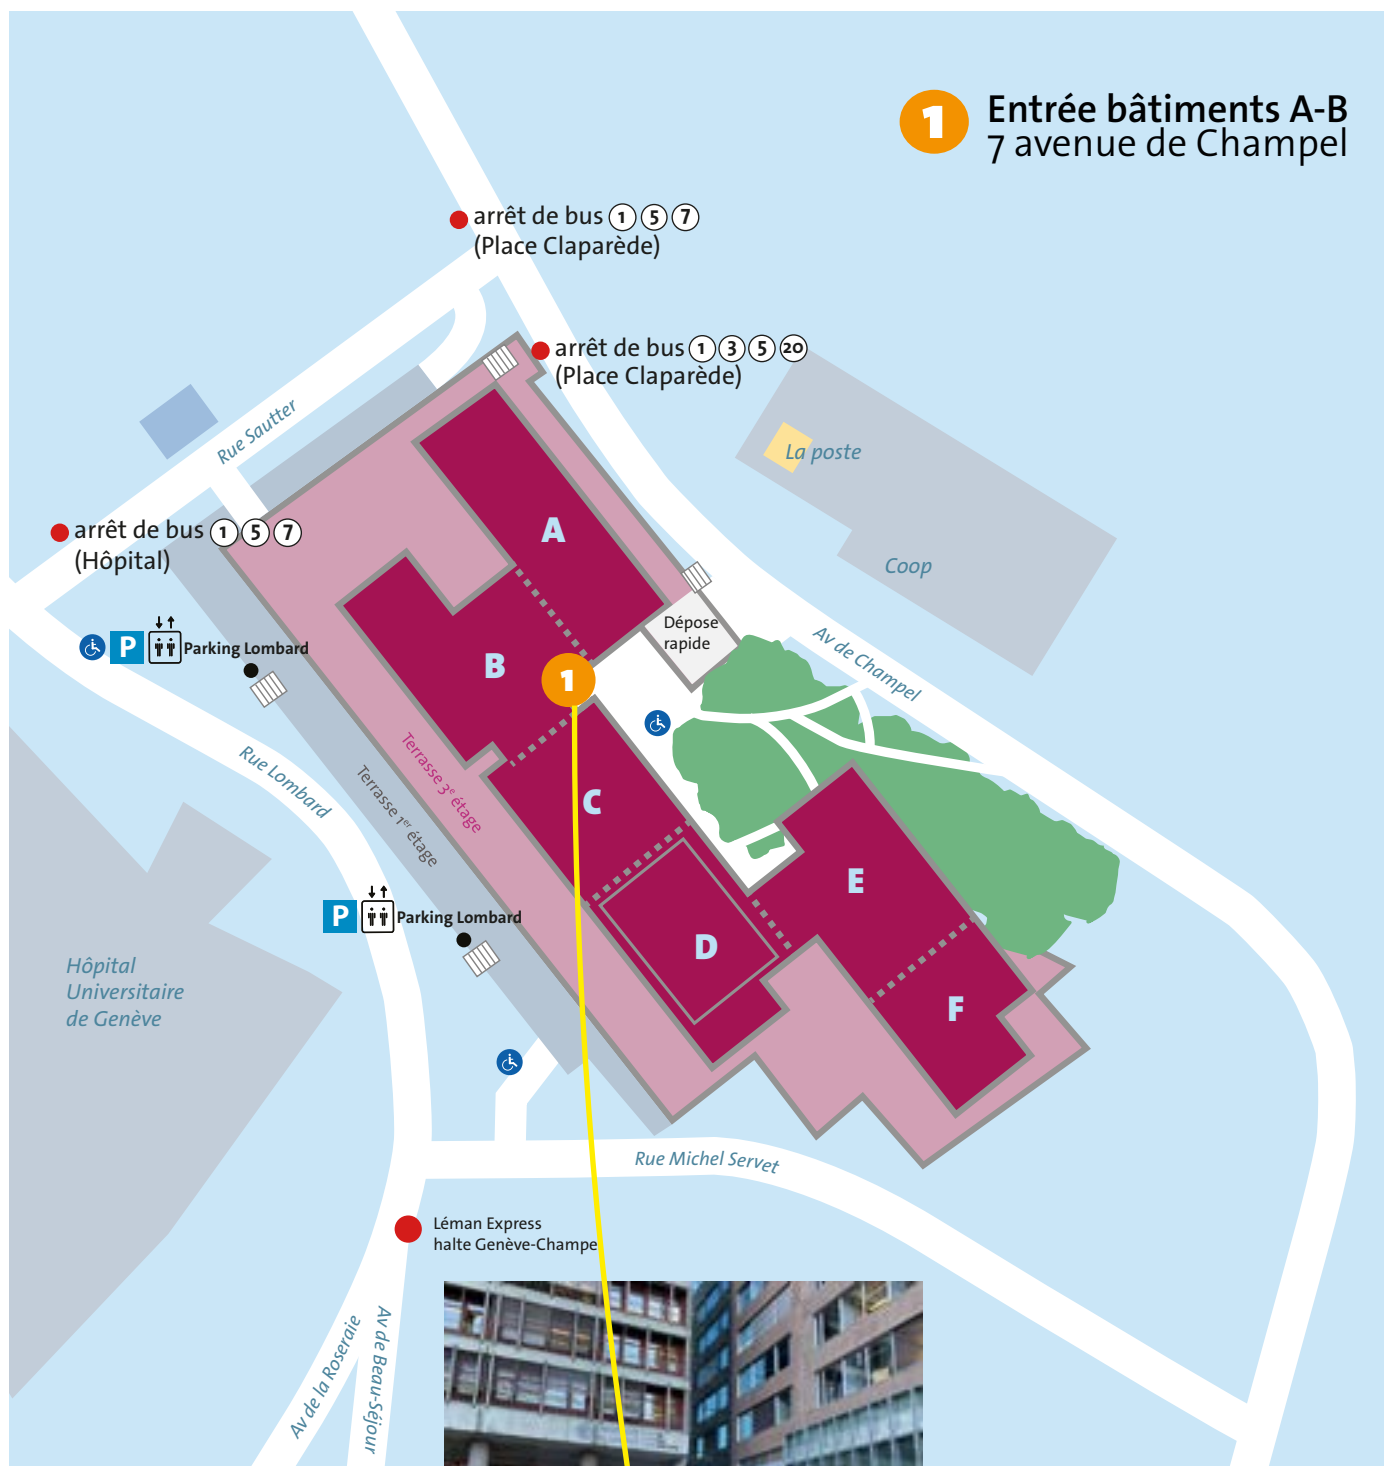 1
Entrée bâtiments A-B
7 avenue de Champel
arrêt de bus 1 5 7
(Place Claparède)
arrêt de bus 1 3 5 20
(Place Claparède)
Rue Sautter
La poste
Coop
arrêt de bus 1 5 7
(Hôpital)
A
Dépose
rapide
Av de Champel
P
Parking Lombard
B
1
Rue Lombard
Terrasse 3e étage
Terrasse 1er étage
C
E
P
Parking Lombard
D
F
Hôpital
Universitaire
de Genève
Rue Michel Servet
Léman Express
halte Genève-Champe
Av de la Roseraie
Av de Beau-Séjour